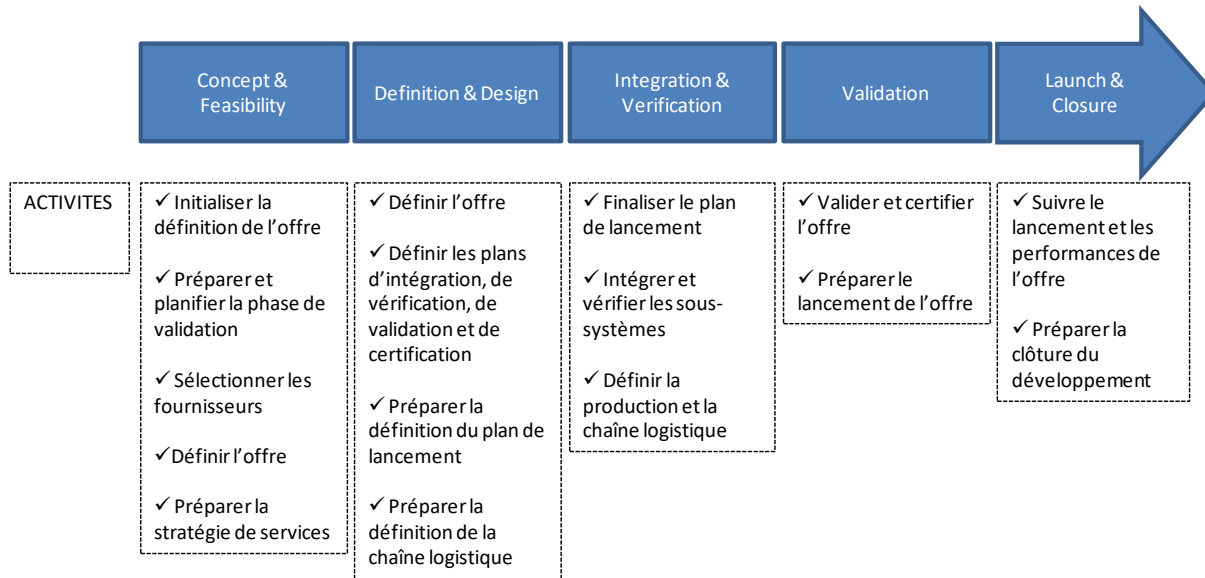 Concept &
Feasibility
Definition & Design
Integration &
Verification
Validation
Launch &
Closure
ACTIVITES
✓ Initialiser la
définition de l'offre
✓ Préparer et
planifier la phase de
validation
✓ Sélectionner les
fournisseurs
✓Définir l'offre
✓ Préparer la
stratégie de services
✓ Définir l'offre
✓ Définir les plans
d'intégration, de
vérification, de
validation et de
certification
✓ Préparer la
définition du plan de
lancement
✓ Préparer la
définition de la
chaîne logistique
✓ Finaliser le plan
de lancement
✓ Intégrer et
vérifier les sous-
systèmes
✓ Définir la
production et la
chaîne logistique
✓ Valider et certifier
l'offre
✓ Préparer le
lancement de l'offre
✓ Suivre le
lancement et les
performances de
l'offre
✓ Préparer la
clôture du
développement